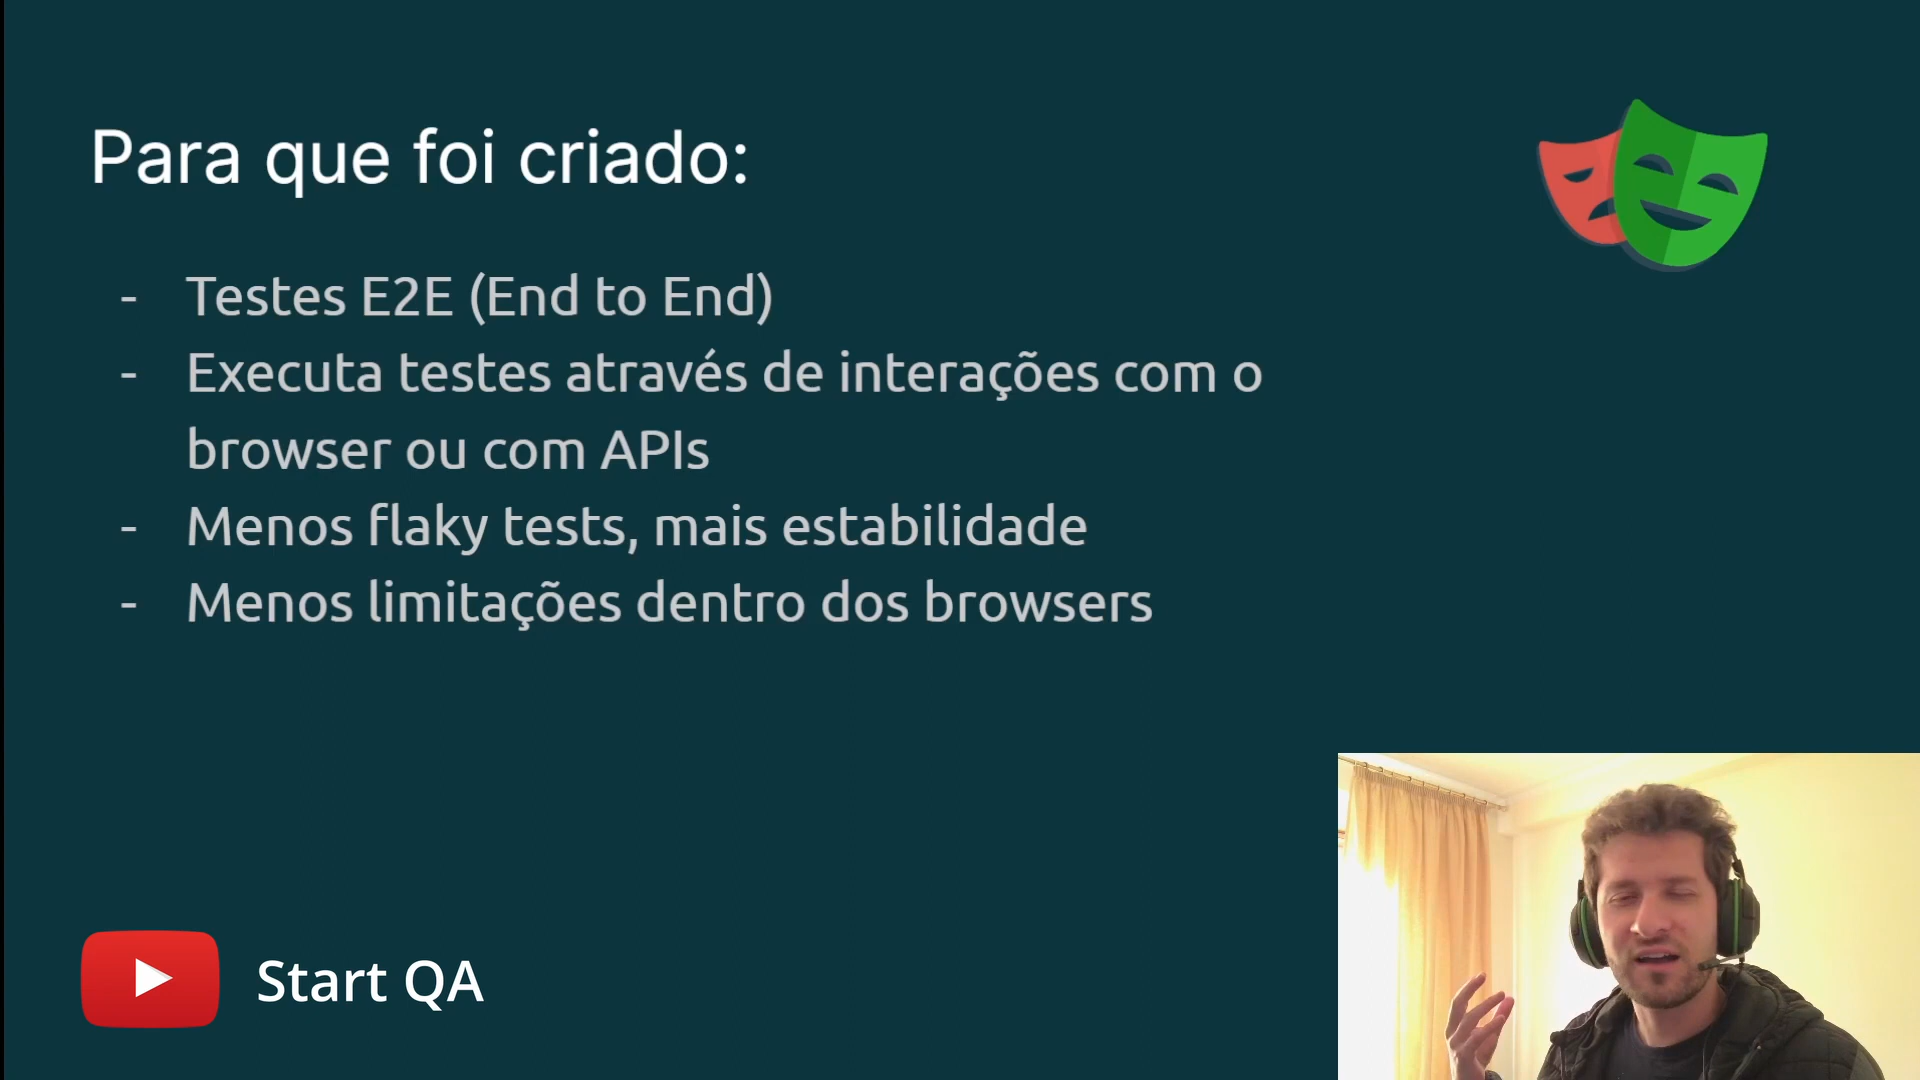 Para que foi criado:
- Testes E2E (End to End)
- Executa testes através de interações com o
browser ou com APIs
- Menos flaky tests, mais estabilidade
- Menos limitações dentro dos browsers
Start QA